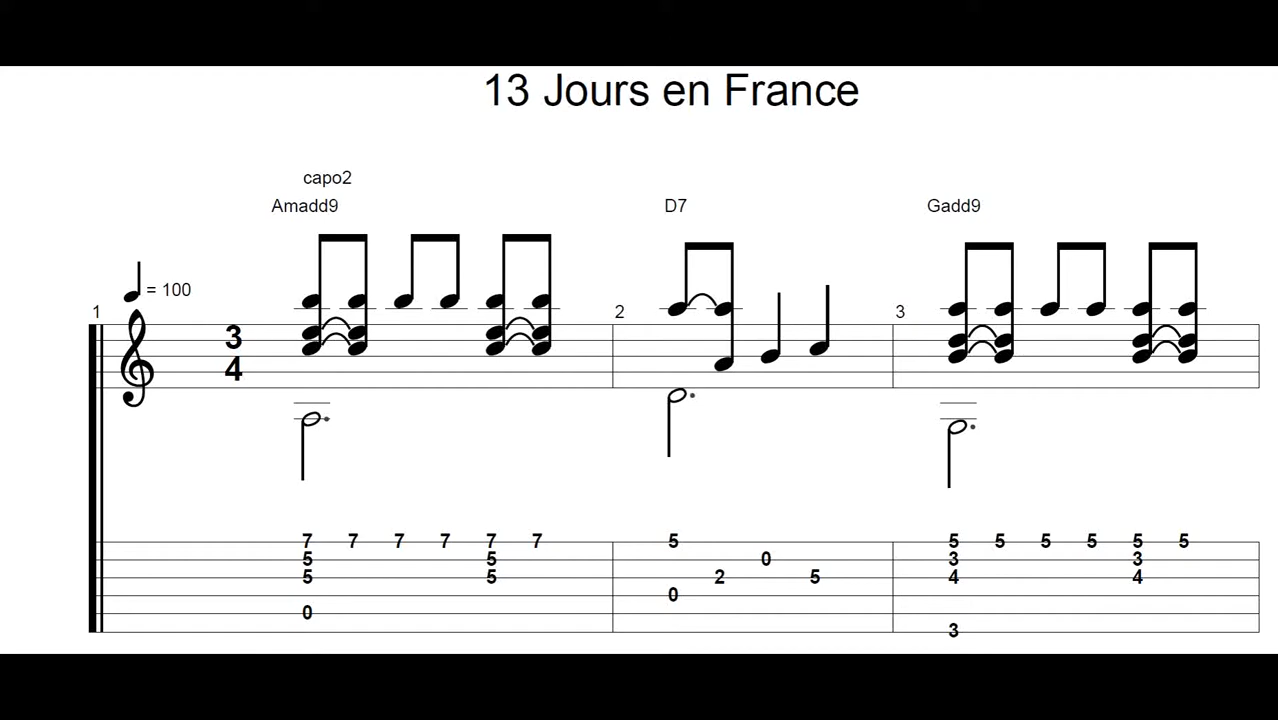 13 Jours en France
capo2
Amadd9 D7 Gadd9
= 100
1 2 3
3
4
7 7 7 7 7 7 5 5 5 5 5 5 5
5 5 0 3 3
5 5 2 5 4 4
0
0
3